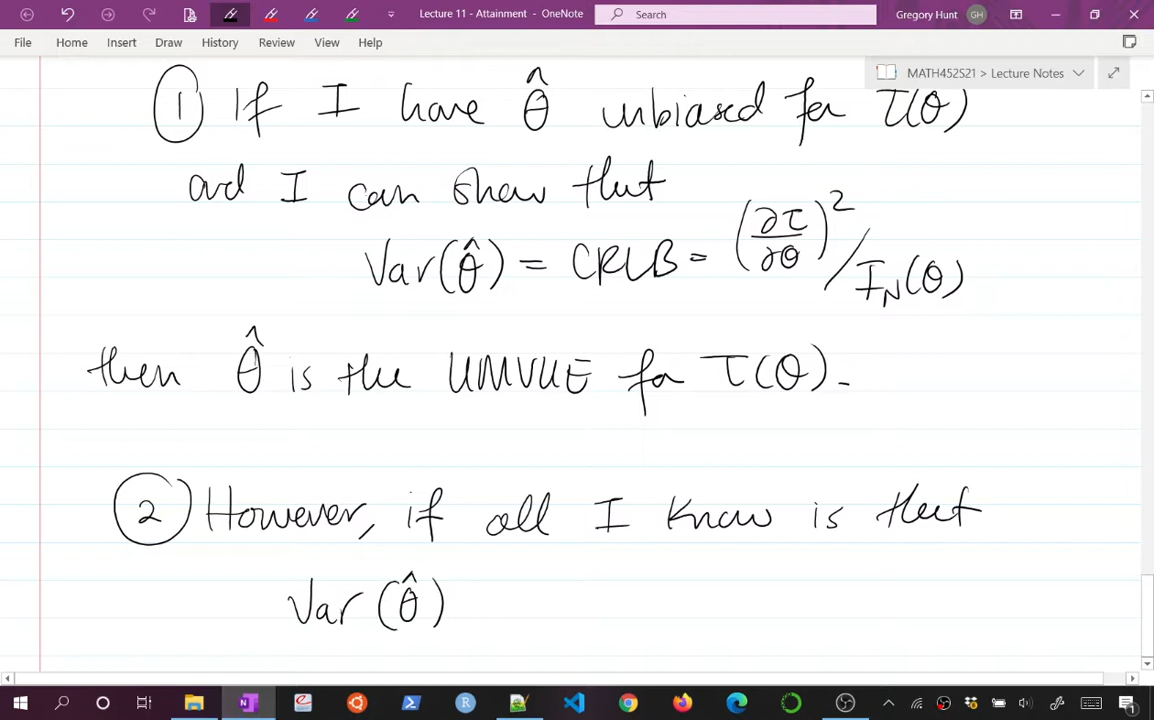 Lecture 11 - Attainment - OneNote
Search
Gregory Hunt
GH
File Home Insert Draw History Review View Help
MATH452S21 > Lecture Notes
① If I have θ̂ unbiased for τ(θ)
and I can show that
Var(θ̂) = CRLB = (∂τ/∂θ)² / I_N(θ)
then θ̂ is the UMVUE for τ(θ).
② However, if all I know is that
Var(θ̂)